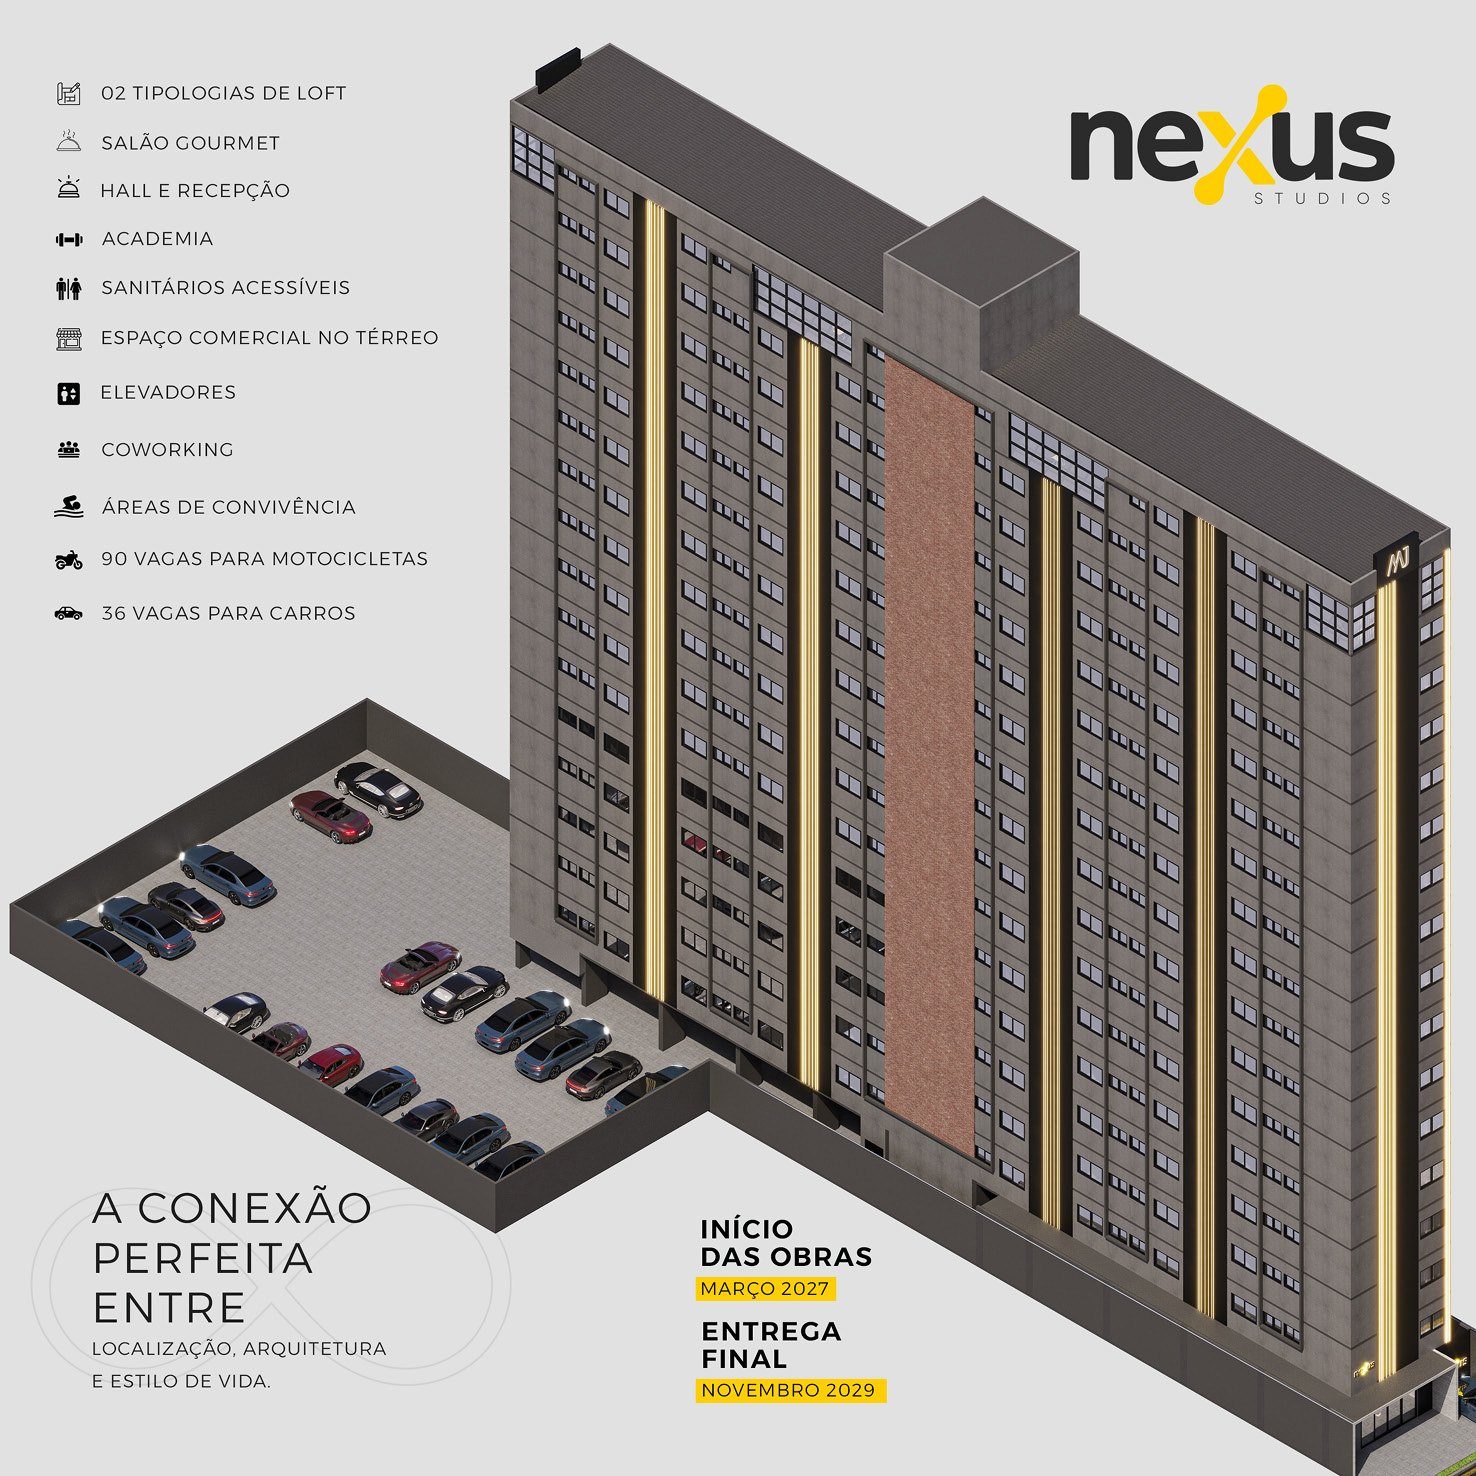 02 TIPOLOGIAS DE LOFT
SALÃO GOURMET
HALL E RECEPÇÃO
ACADEMIA
SANITÁRIOS ACESSÍVEIS
ESPAÇO COMERCIAL NO TÉRREO
ELEVADORES
COWORKING
ÁREAS DE CONVIVÊNCIA
90 VAGAS PARA MOTOCICLETAS
36 VAGAS PARA CARROS
nexus
STUDIOS
A CONEXÃO
PERFEITA
ENTRE
LOCALIZAÇÃO, ARQUITETURA
E ESTILO DE VIDA.
INÍCIO
DAS OBRAS
MARÇO 2027
ENTREGA
FINAL
NOVEMBRO 2029